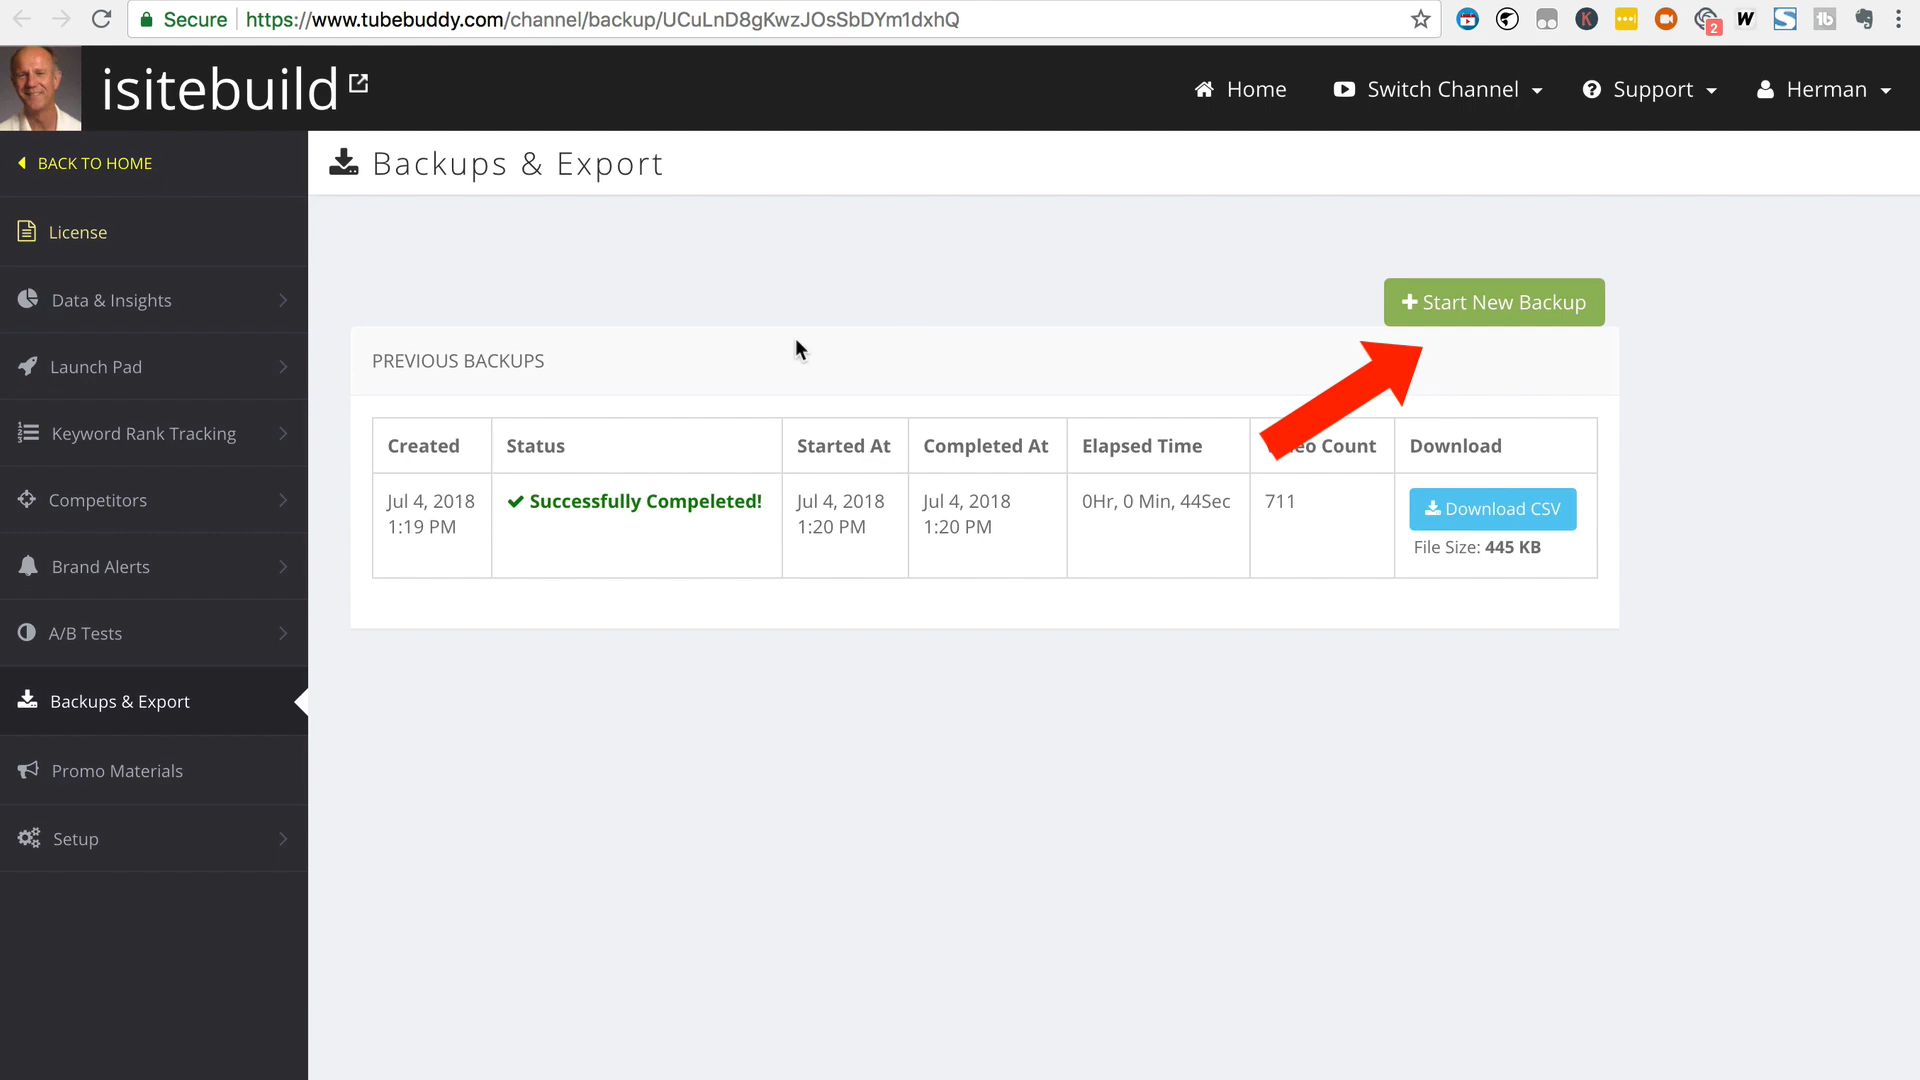 Secure https://www.tubebuddy.com/channel/backup/UCuLnD8gKwzJOsSbDYm1dxhQ
2 W S tb
isitebuild
Home Switch Channel Support Herman
BACK TO HOME
Backups & Export
License
Data & Insights
Launch Pad
Keyword Rank Tracking
Competitors
Brand Alerts
A/B Tests
Backups & Export
Promo Materials
Setup
Start New Backup
PREVIOUS BACKUPS
Created Status Started At Completed At Elapsed Time Count Download
Jul 4, 2018 Successfully Compeleted! Jul 4, 2018 Jul 4, 2018 0Hr, 0 Min, 44Sec 711 Download CSV
1:19 PM 1:20 PM 1:20 PM
File Size: 445 KB